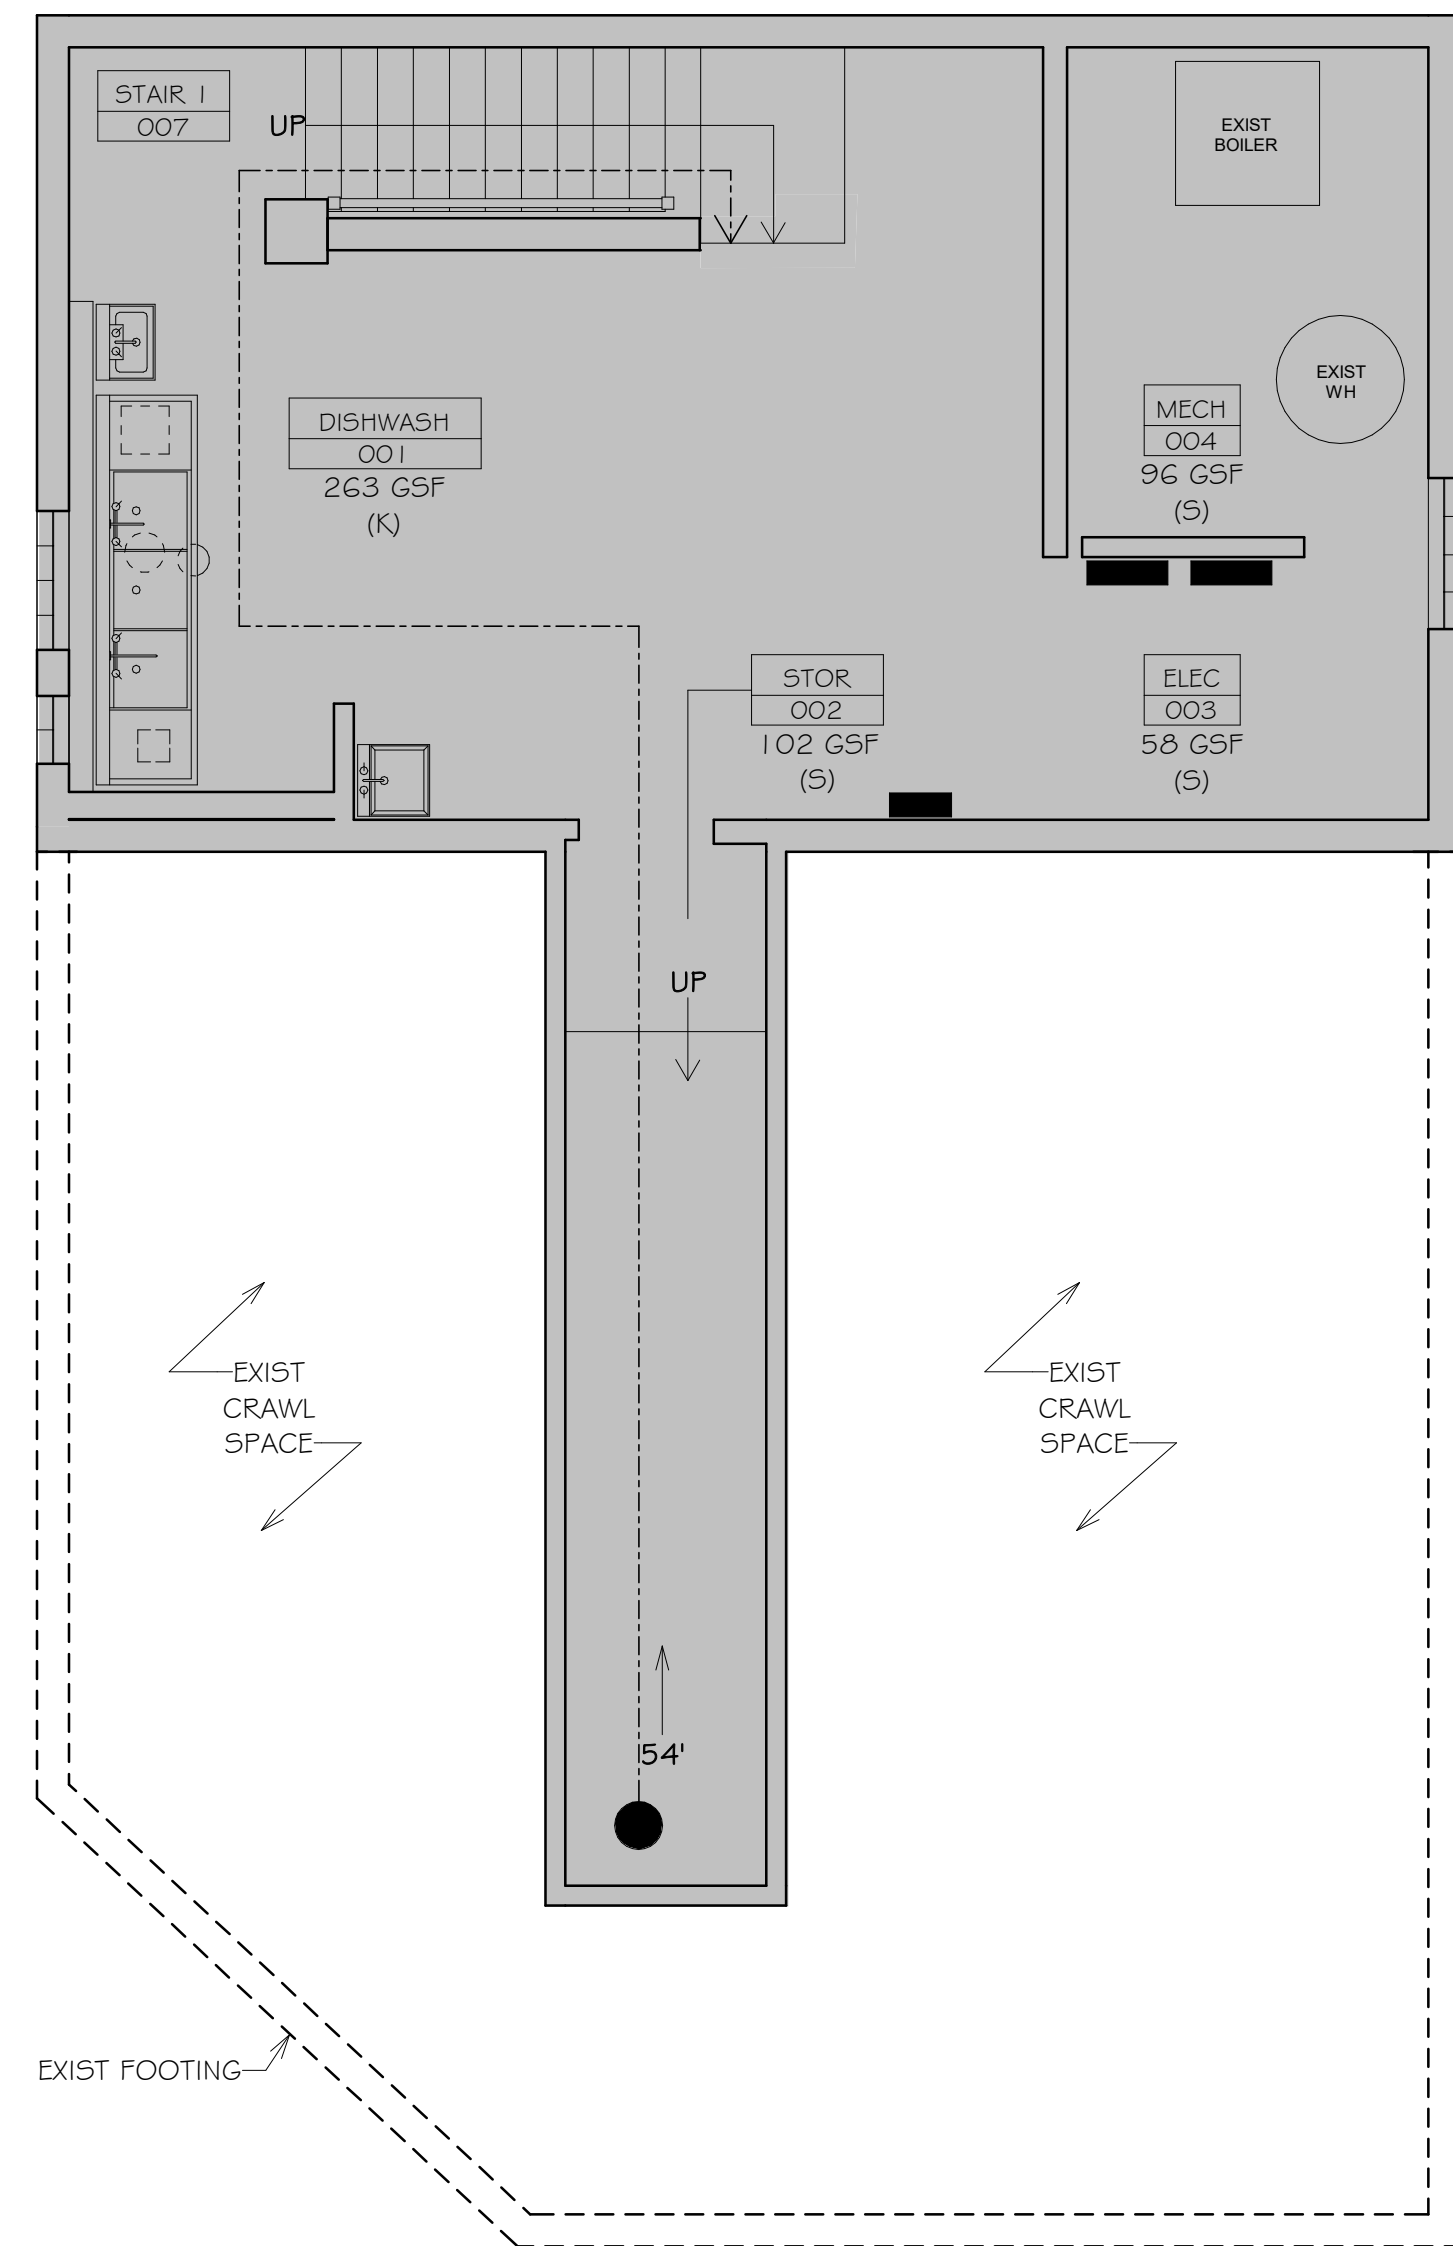 STAIR 1
007
UP
EXIST
BOILER
EXIST
WH
DISHWASH
001
263 GSF
(K)
MECH
004
96 GSF
(S)
STOR
002
102 GSF
(S)
ELEC
003
58 GSF
(S)
UP
EXIST
CRAWL
SPACE
EXIST
CRAWL
SPACE
54'
EXIST FOOTING